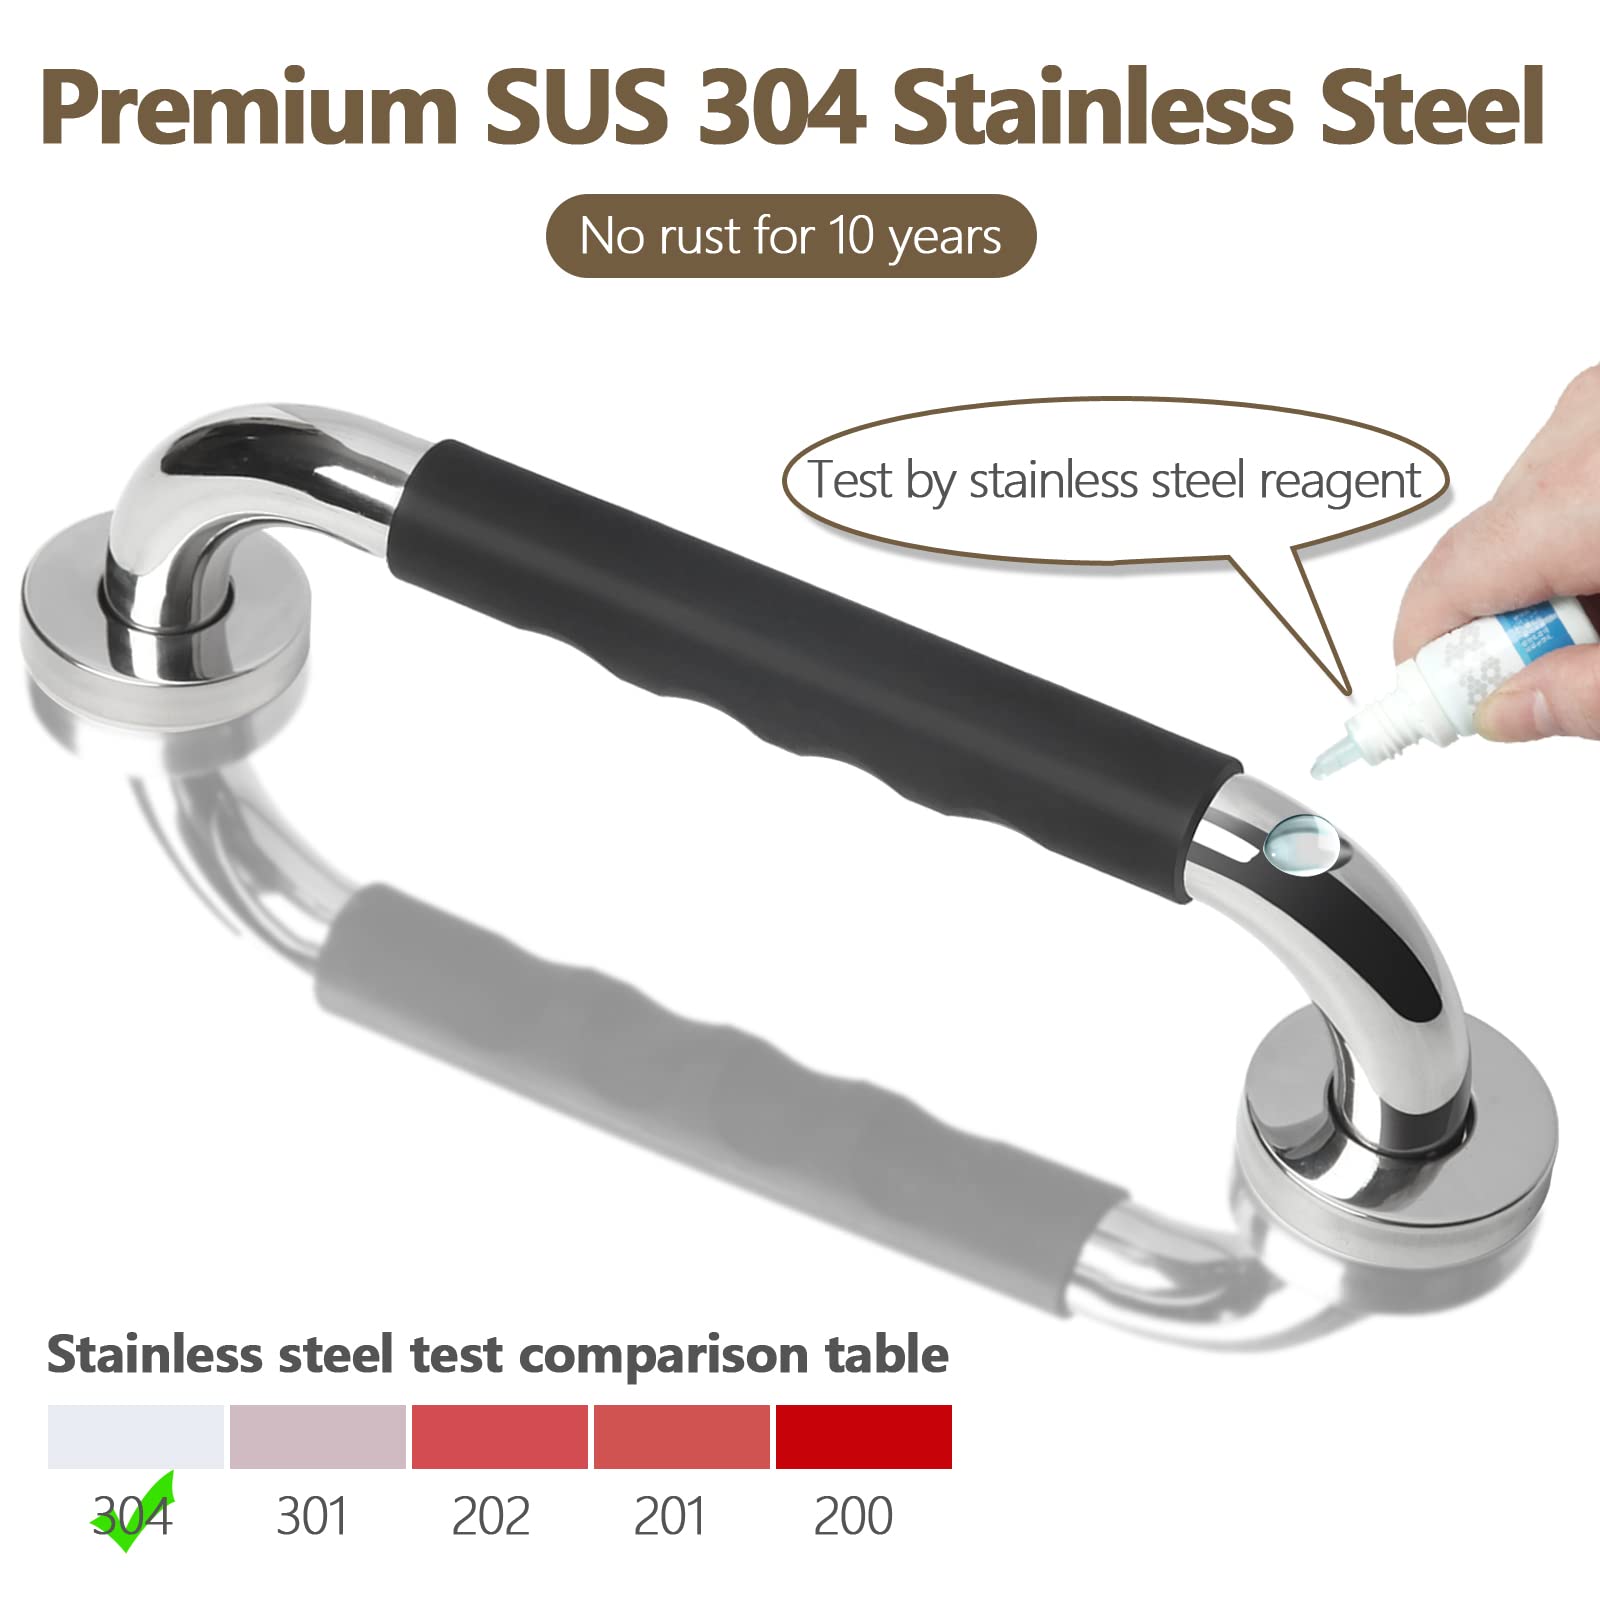 Premium SUS 304 Stainless Steel
No rust for 10 years
Test by stainless steel reagent
Stainless steel test comparison table
304 301 202 201 200